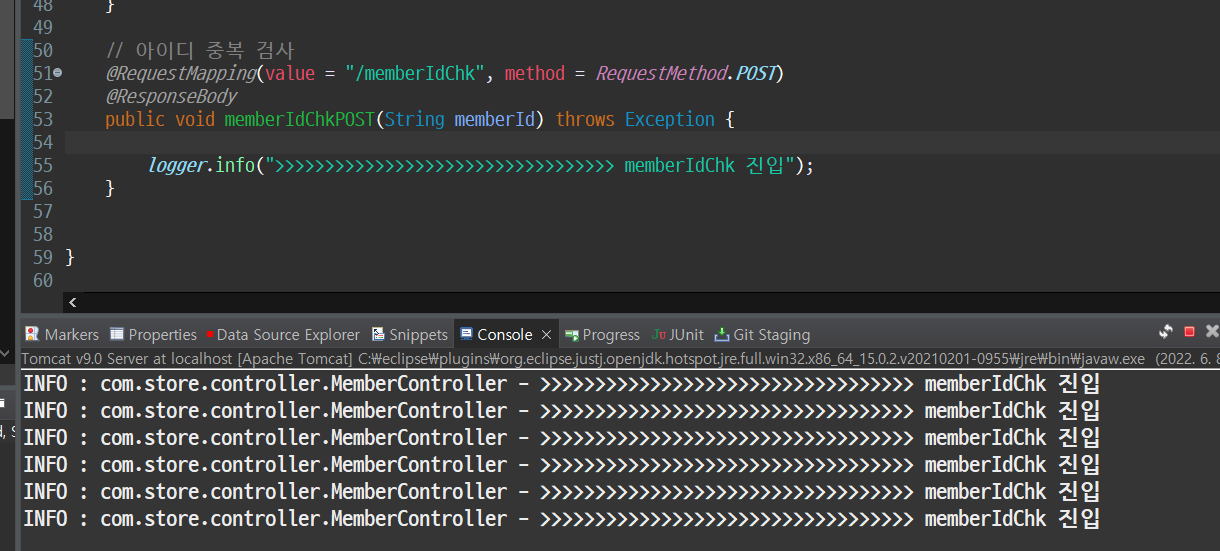 48 }
49
50 // 아이디 중복 검사
51 @RequestMapping(value = "/memberIdChk", method = RequestMethod.POST)
52 @ResponseBody
53 public void memberIdChkPOST(String memberId) throws Exception {
54
55 logger.info(">>>>>>>>>>>>>>>>>>>>>>>>>>>>>>>>>> memberIdChk 진입");
56 }
57
58
59 }
60
<
Markers Properties Data Source Explorer Snippets Console Progress JUnit Git Staging
Tomcat v9.0 Server at localhost [Apache Tomcat] C:₩eclipse₩plugins₩org.eclipse.justj.openjdk.hotspot.jre.full.win32.x86_64_15.0.2.v20210201-0955₩jre₩bin₩javaw.exe (2022. 6. 8
INFO : com.store.controller.MemberController - >>>>>>>>>>>>>>>>>>>>>>>>>>>>>>>>>> memberIdChk 진입
INFO : com.store.controller.MemberController - >>>>>>>>>>>>>>>>>>>>>>>>>>>>>>>>>> memberIdChk 진입
INFO : com.store.controller.MemberController - >>>>>>>>>>>>>>>>>>>>>>>>>>>>>>>>>> memberIdChk 진입
INFO : com.store.controller.MemberController - >>>>>>>>>>>>>>>>>>>>>>>>>>>>>>>>>> memberIdChk 진입
INFO : com.store.controller.MemberController - >>>>>>>>>>>>>>>>>>>>>>>>>>>>>>>>>> memberIdChk 진입
INFO : com.store.controller.MemberController - >>>>>>>>>>>>>>>>>>>>>>>>>>>>>>>>>> memberIdChk 진입